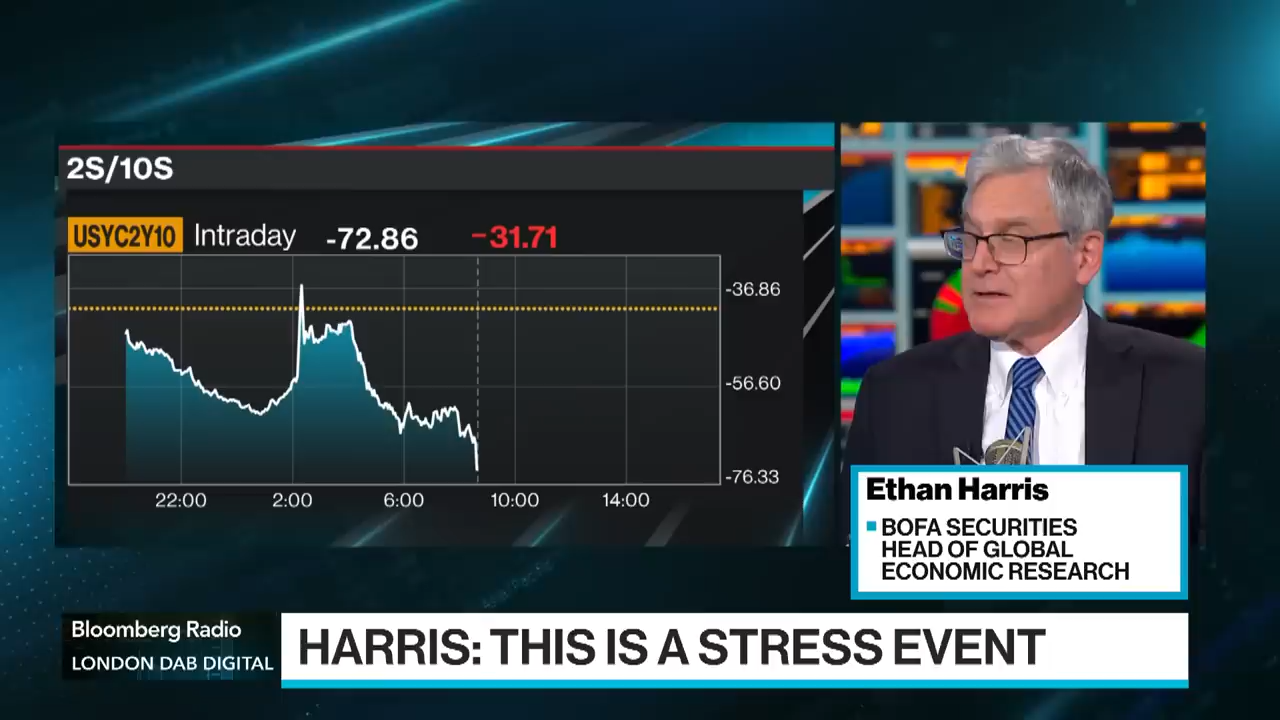 2S/10S
USYC2Y10 Intraday -72.86 -31.71
-36.86
-56.60
-76.33
22:00 2:00 6:00 10:00 14:00
Ethan Harris
BOFA SECURITIES
HEAD OF GLOBAL
ECONOMIC RESEARCH
Bloomberg Radio
LONDON DAB DIGITAL
HARRIS: THIS IS A STRESS EVENT